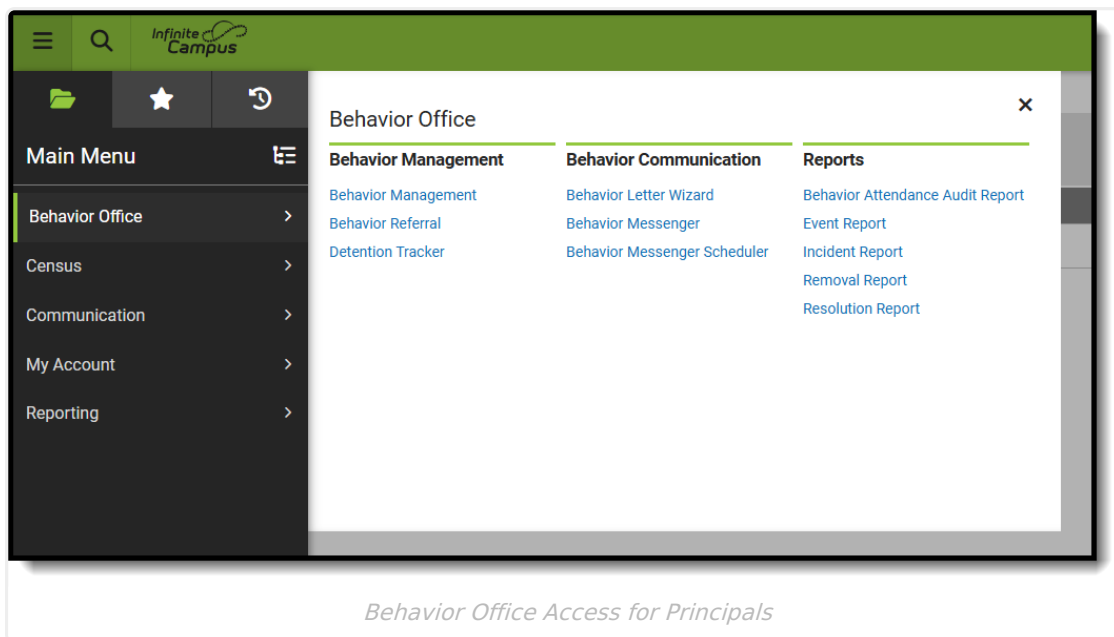 Infinite
Campus
Main Menu
Behavior Office
Census
Communication
My Account
Reporting
Behavior Office
Behavior Management
Behavior Management
Behavior Referral
Detention Tracker
Behavior Communication
Behavior Letter Wizard
Behavior Messenger
Behavior Messenger Scheduler
Reports
Behavior Attendance Audit Report
Event Report
Incident Report
Removal Report
Resolution Report
Behavior Office Access for Principals